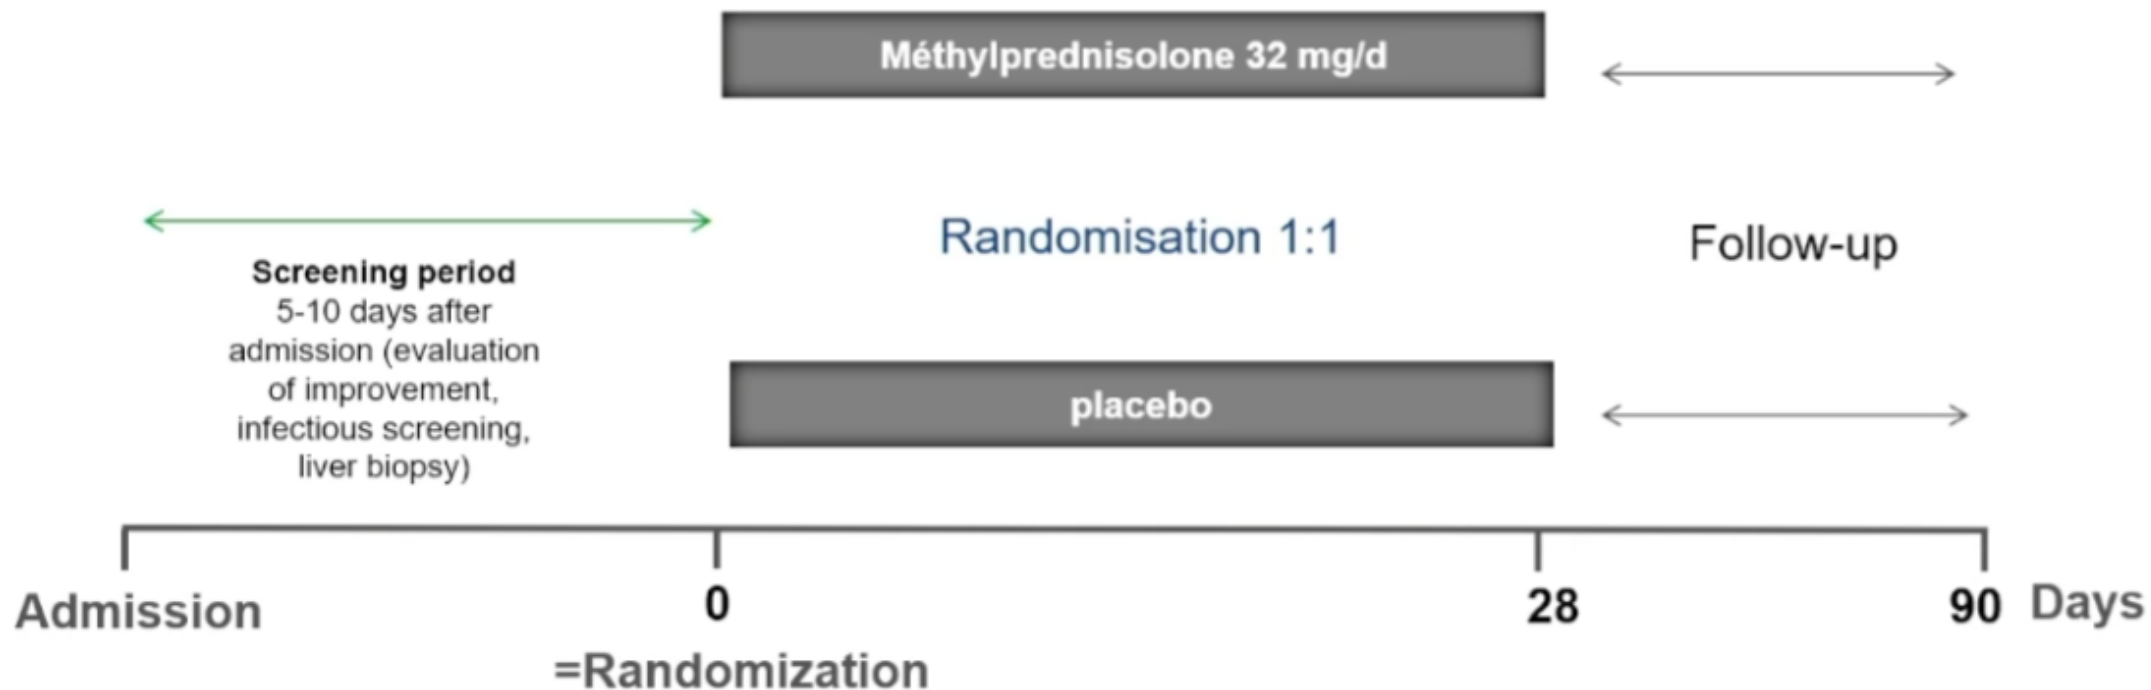 Méthylprednisolone 32 mg/d
Randomisation 1:1
Follow-up
Screening period
5-10 days after
admission (evaluation
of improvement,
infectious screening,
liver biopsy)
placebo
Admission
0
28
90
Days
=Randomization